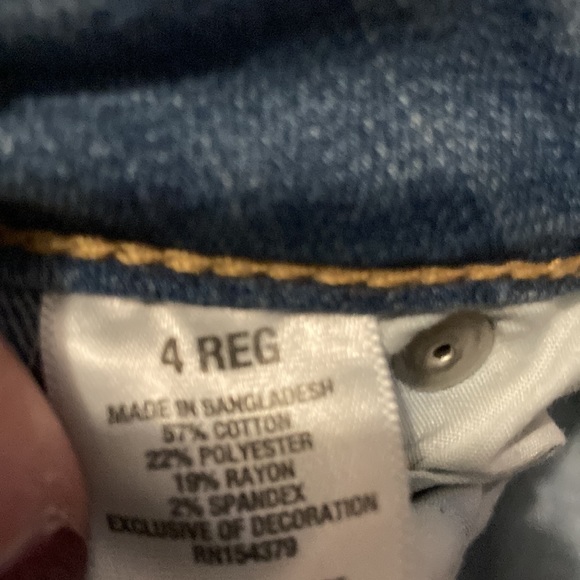 4 REG
MADE IN BANGLADESH
57% COTTON
22% POLYESTER
19% RAYON
2% SPANDEX
EXCLUSIVE OF DECORATION
RN154379